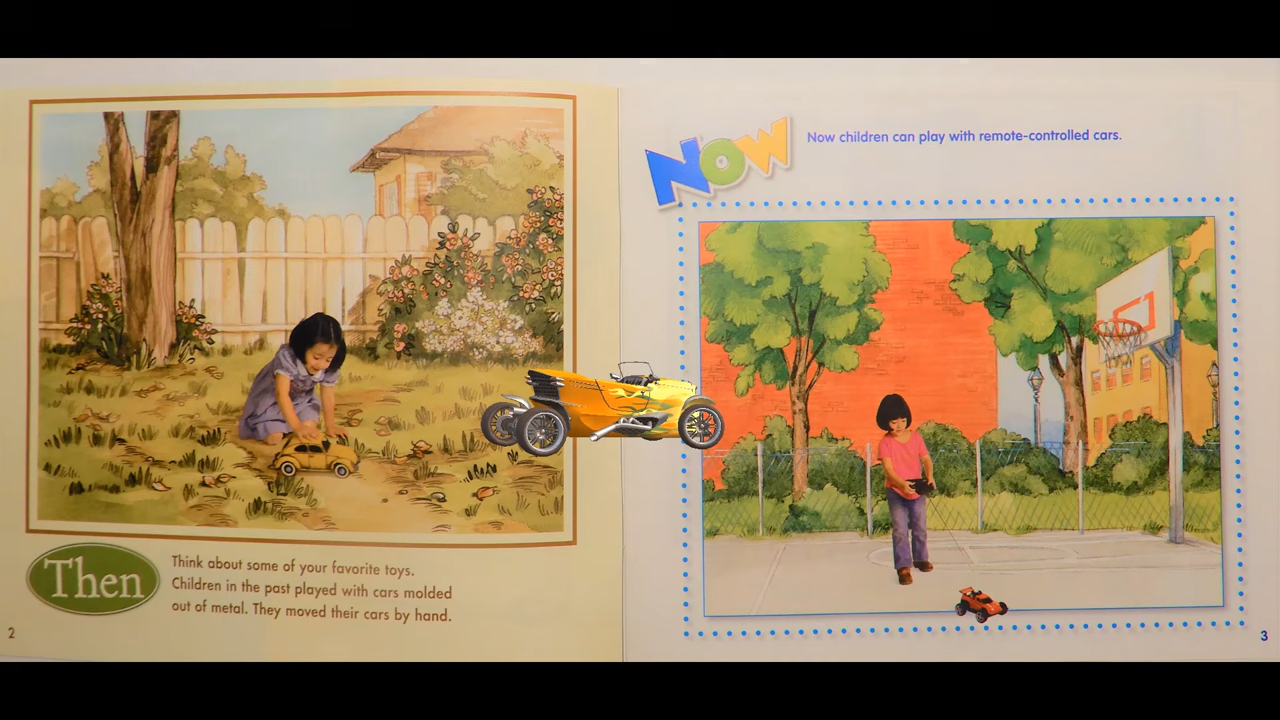 Then
Think about some of your favorite toys.
Children in the past played with cars molded
out of metal. They moved their cars by hand.
2
Now
Now children can play with remote-controlled cars.
3